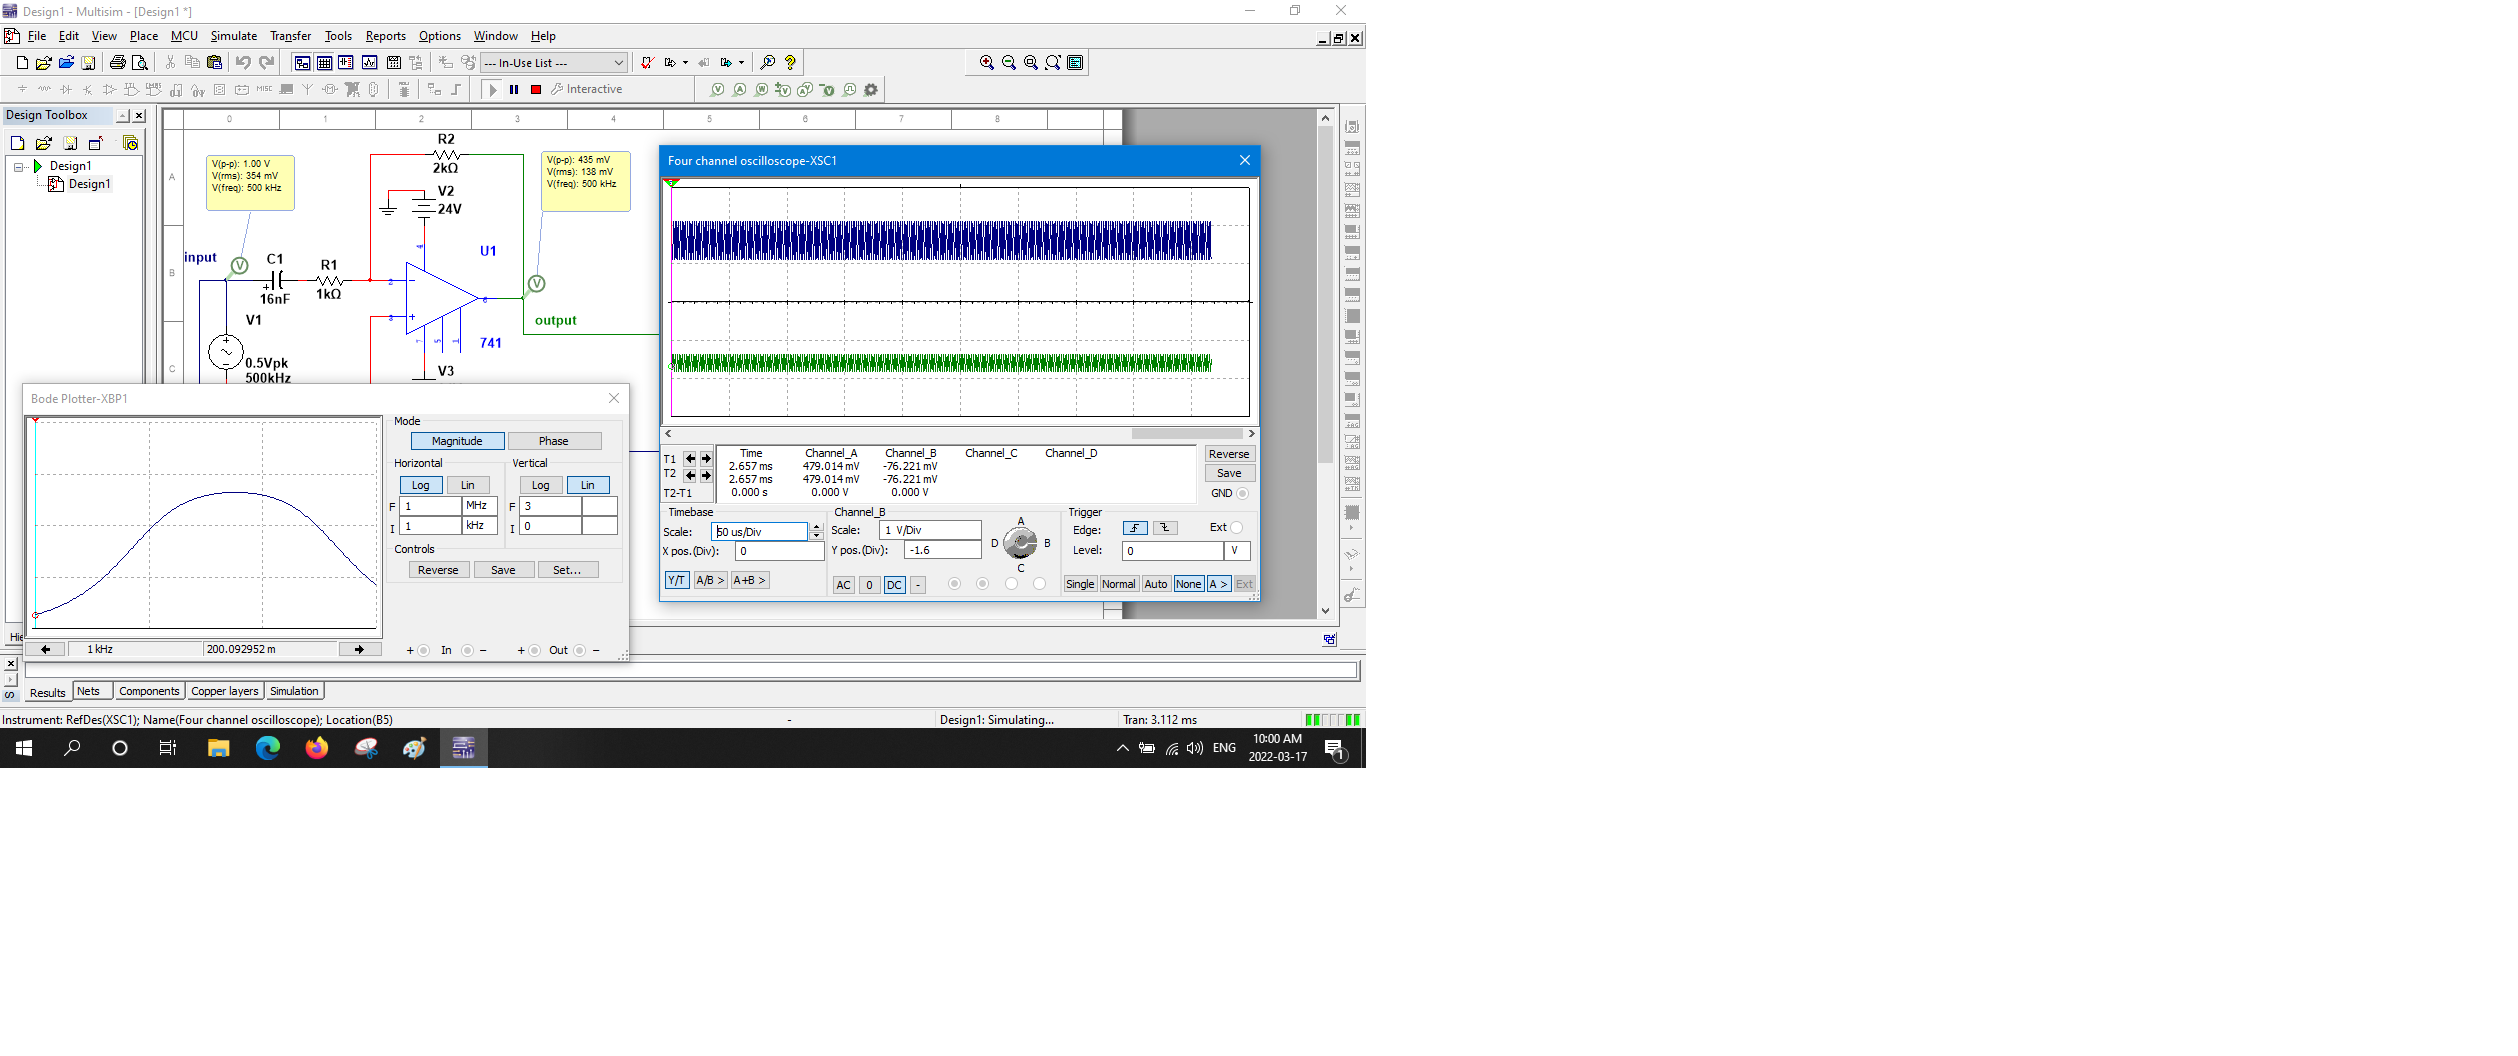 Design1 - Multisim - [Design1 *]
File Edit View Place MCU Simulate Transfer Tools Reports Options Window Help
--- In-Use List ---
MISC Interactive
Design Toolbox
Design1
Design1
0 1 2 3 4 5 6 7 8
A
B
C
V(p-p): 1.00 V
V(rms): 354 mV
V(freq): 500 kHz
R2
2kΩ
V(p-p): 435 mV
V(rms): 138 mV
V(freq): 500 kHz
V2
24V
4
U1
input
V
C1
+
16nF
R1
1kΩ
2
3
6
V
output
7 5 1
741
V1
0.5Vpk
500kHz
V3
Four channel oscilloscope-XSC1
Time Channel_A Channel_B Channel_C Channel_D
T1 2.657 ms 479.014 mV -76.221 mV
T2 2.657 ms 479.014 mV -76.221 mV
T2-T1 0.000 s 0.000 V 0.000 V
Reverse
Save
GND
Timebase
Scale: 50 us/Div
X pos.(Div): 0
Y/T A/B > A+B >
Channel_B
Scale: 1 V/Div
Y pos.(Div): -1.6
AC 0 DC -
A
D B
C
Trigger
Edge: Ext
Level: 0 V
Single Normal Auto None A > Ext
Bode Plotter-XBP1
Mode
Magnitude Phase
Horizontal Vertical
Log Lin Log Lin
F 1 MHz F 3
I 1 kHz I 0
Controls
Reverse Save Set...
1 kHz 200.092952 m
+ In - + Out -
Hie
Results Nets Components Copper layers Simulation
Instrument: RefDes(XSC1); Name(Four channel oscilloscope); Location(B5) - Design1: Simulating... Tran: 3.112 ms
ENG
10:00 AM
2022-03-17
1